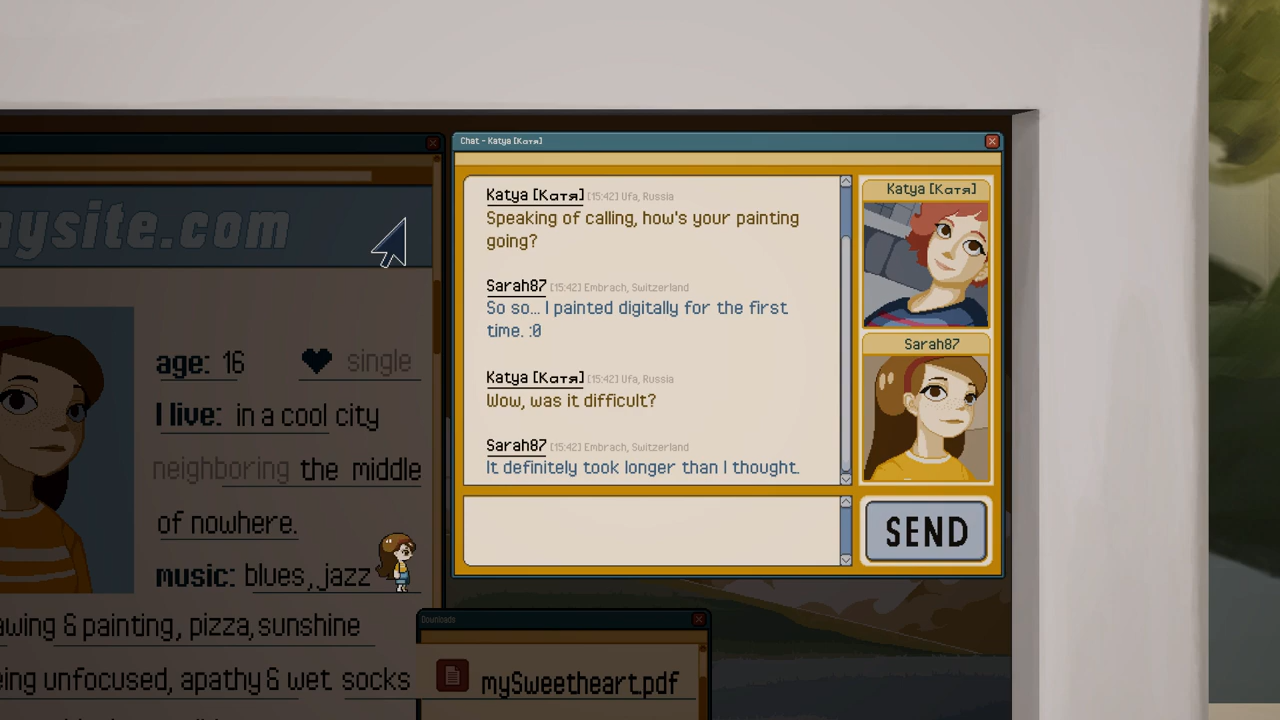 Chat - Katya [Катя]
Katya [Катя] [15:42] Ufa, Russia
Speaking of calling, how's your painting
going?
Sarah87 [15:42] Embrach, Switzerland
So so... I painted digitally for the first
time. :0
Katya [Катя] [15:42] Ufa, Russia
Wow, was it difficult?
Sarah87 [15:42] Embrach, Switzerland
It definitely took longer than I thought.
Katya [Катя]
Sarah87
SEND
aysite.com
age: 16 single
I live: in a cool city
neighboring the middle
of nowhere.
music: blues, jazz
awing & painting, pizza, sunshine
eing unfocused, apathy & wet socks
Downloads
mySweetheart.pdf